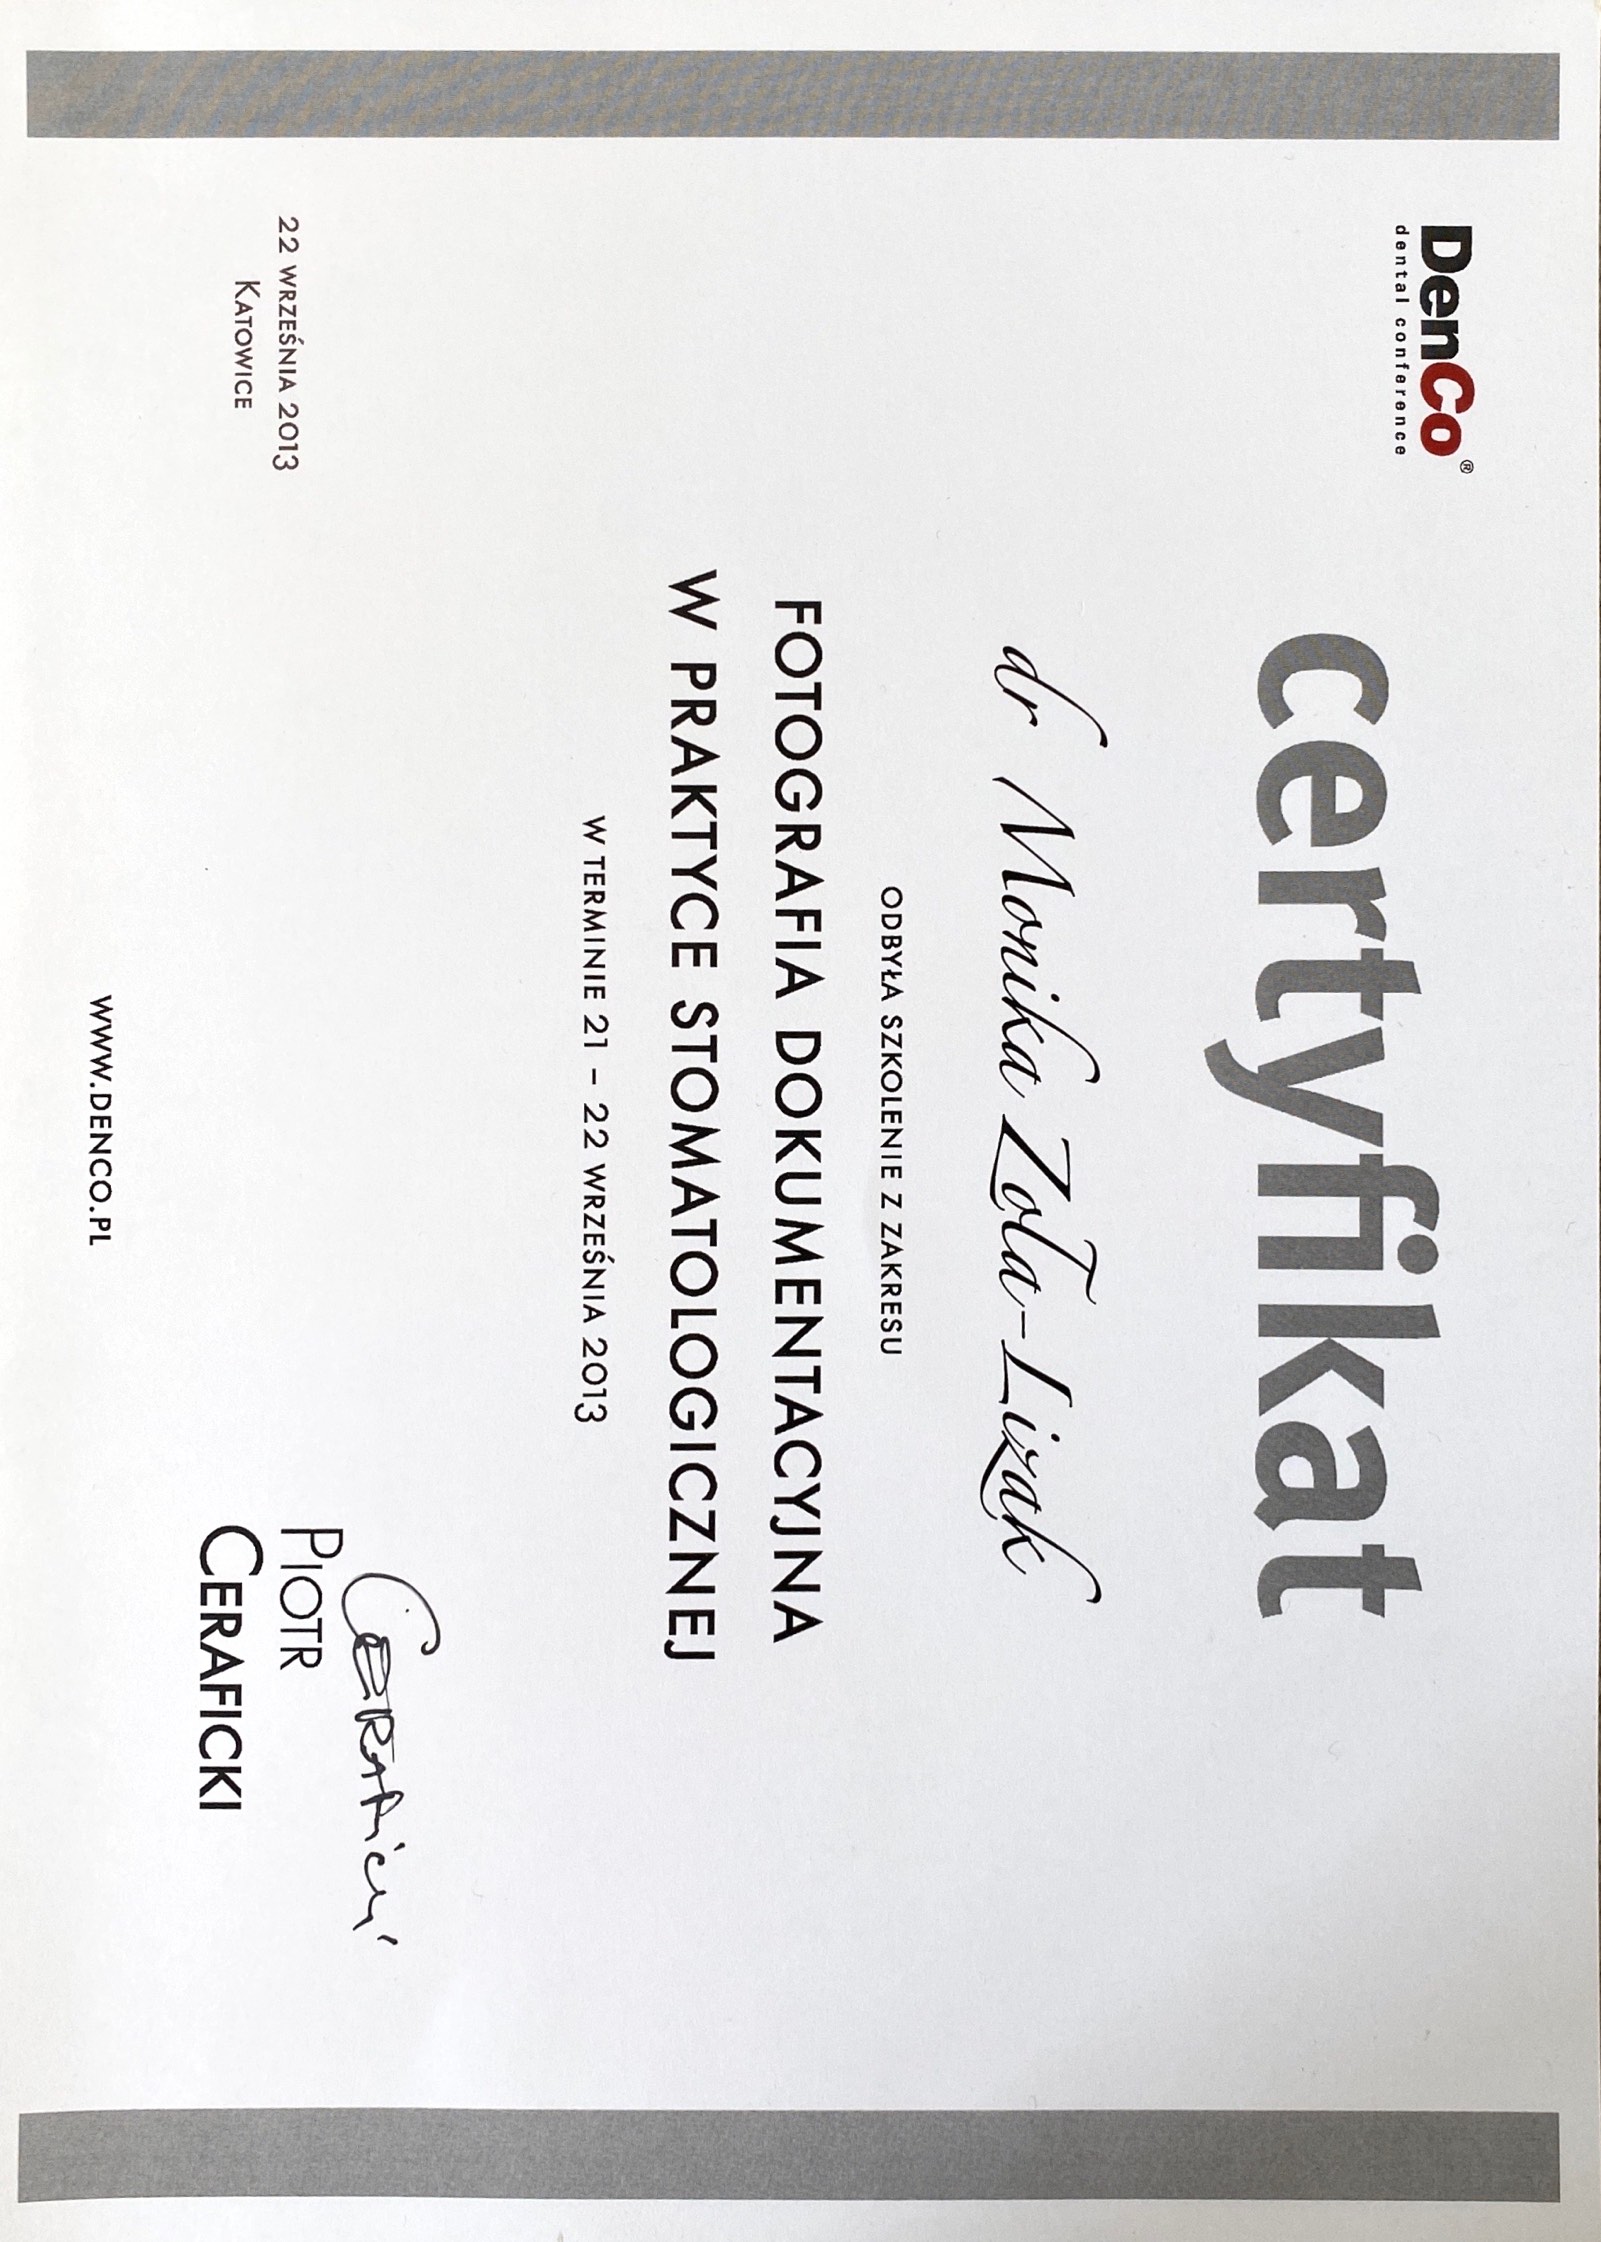 DenCo®
dental conference
certyfikat
dr Monika Zoła-Lizak
ODBYŁA SZKOLENIE Z ZAKRESU
FOTOGRAFIA DOKUMENTACYJNA
W PRAKTYCE STOMATOLOGICZNEJ
W TERMINIE 21 – 22 WRZEŚNIA 2013
CERAFICKI
PIOTR
CERAFICKI
22 WRZEŚNIA 2013
KATOWICE
WWW.DENCO.PL